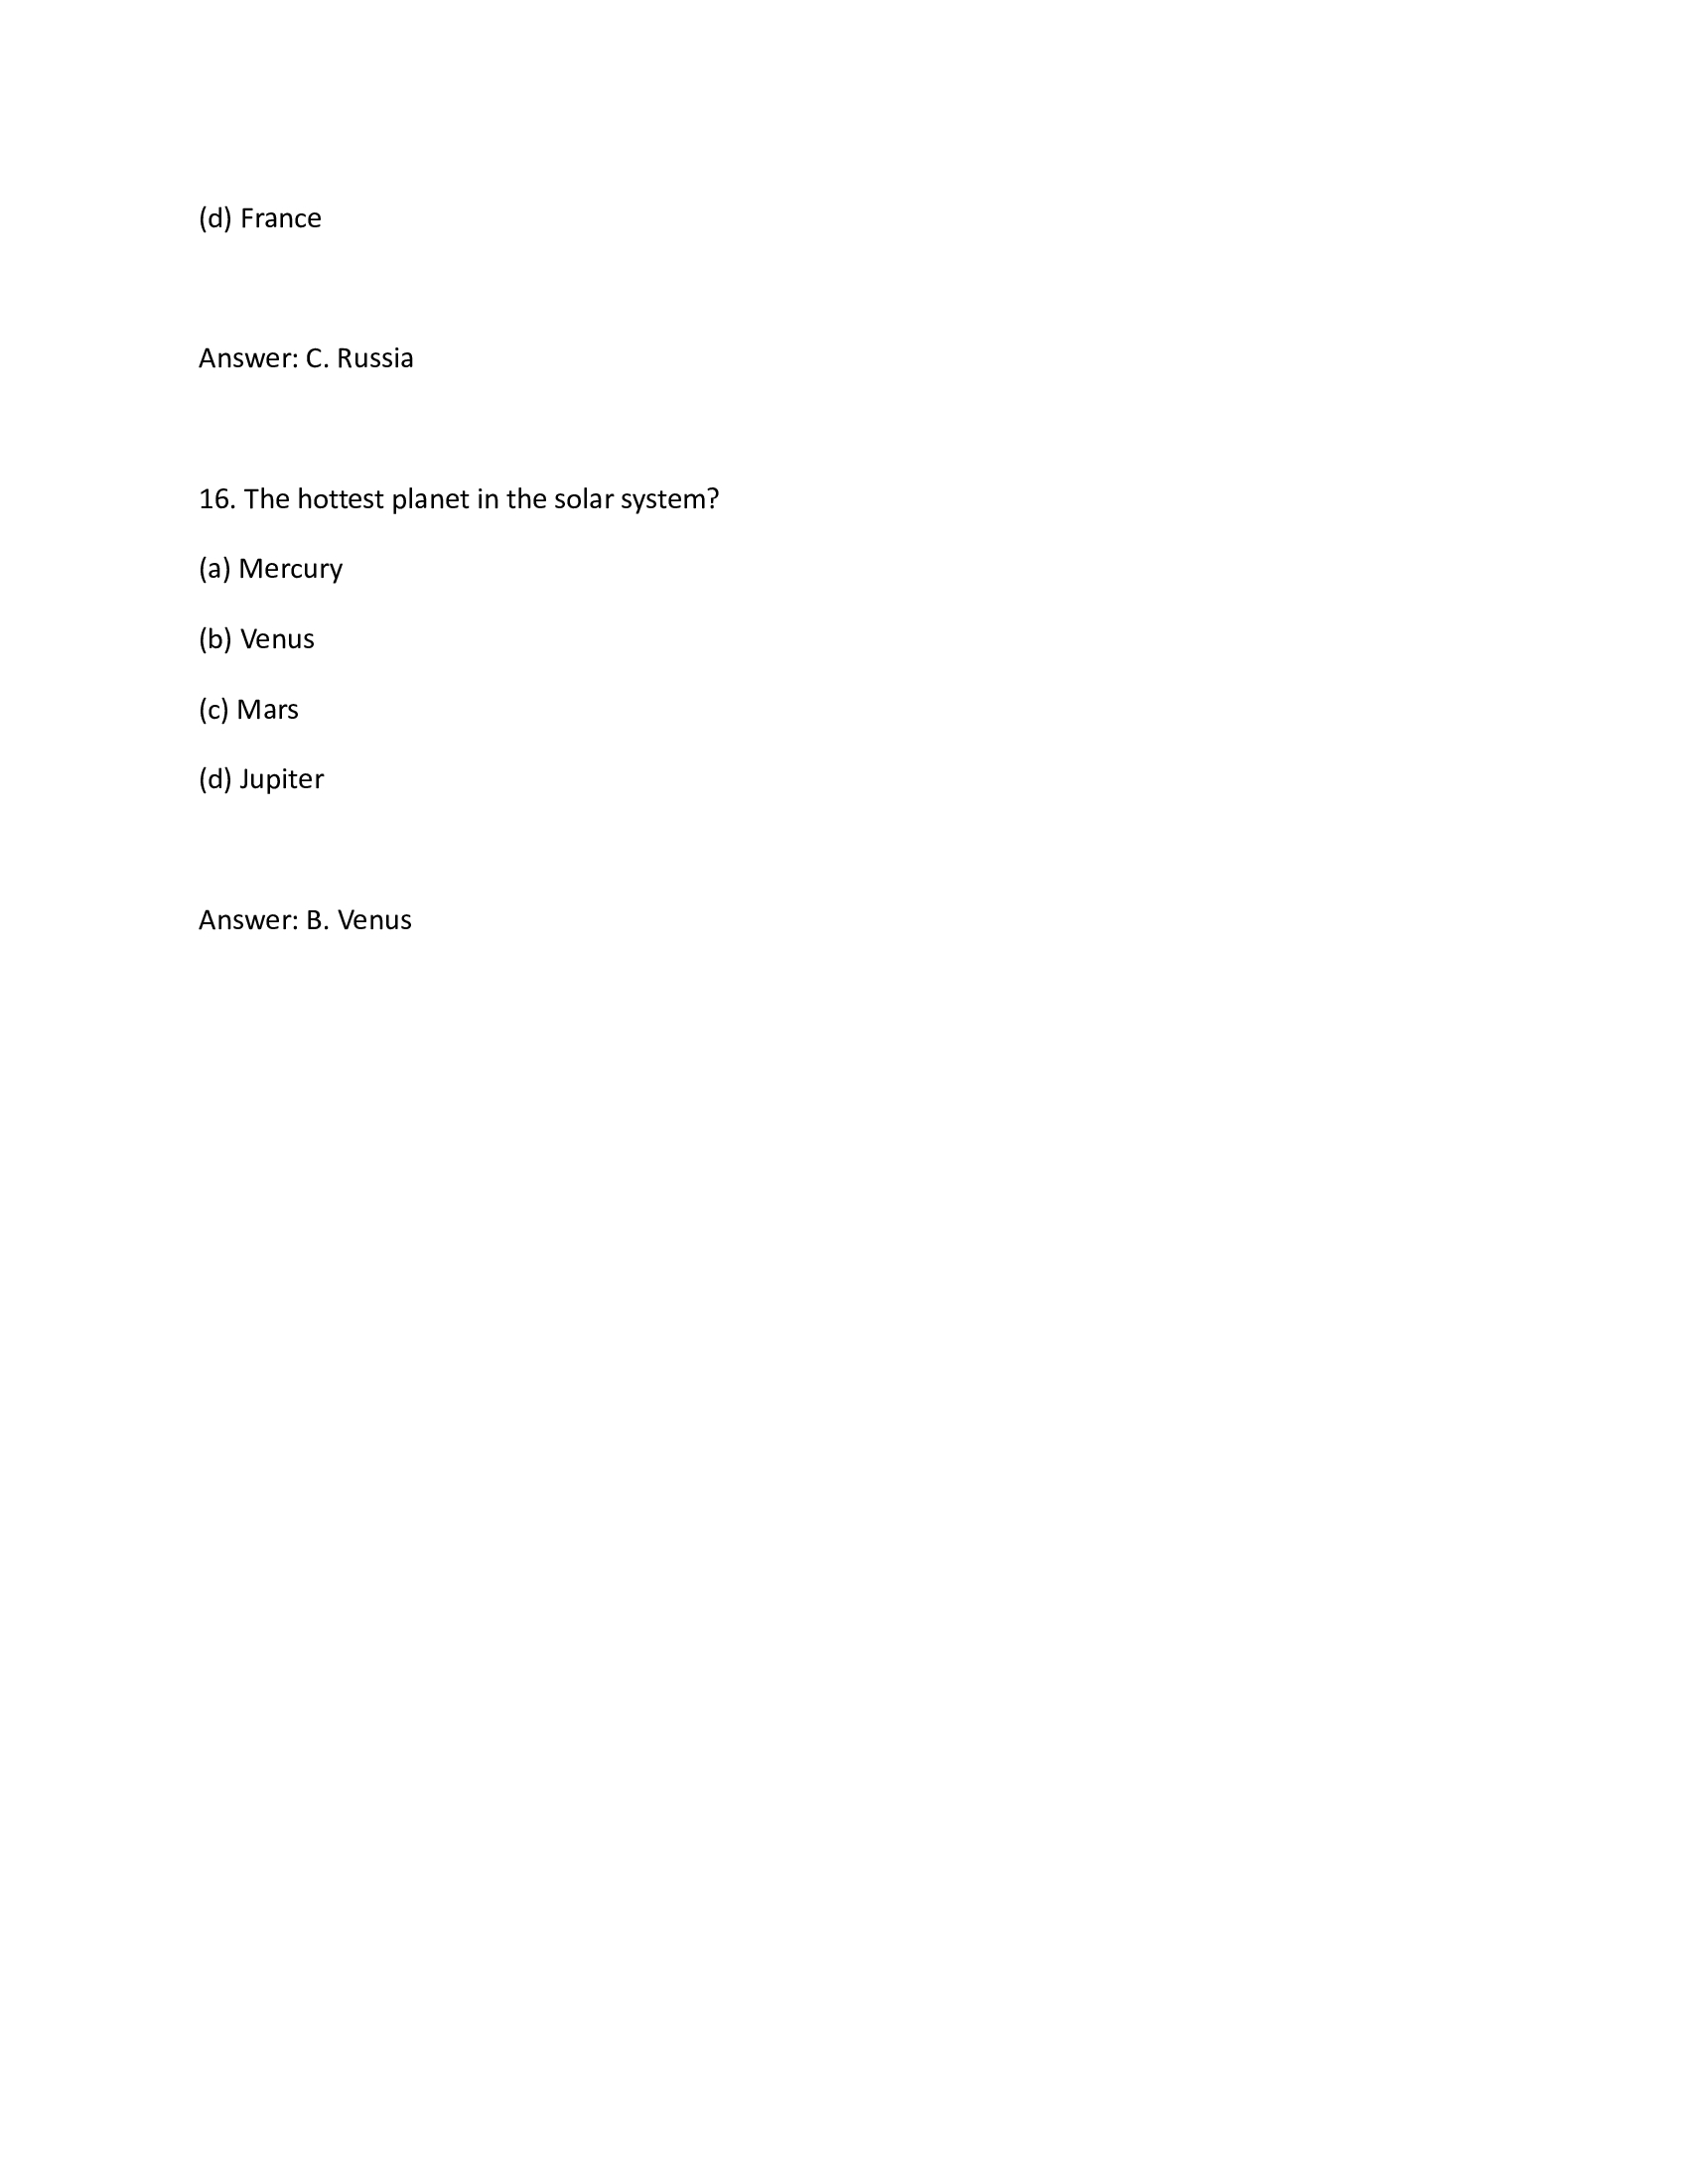 (d) France
Answer: C. Russia
16. The hottest planet in the solar system?
(a) Mercury
(b) Venus
(c) Mars
(d) Jupiter
Answer: B. Venus